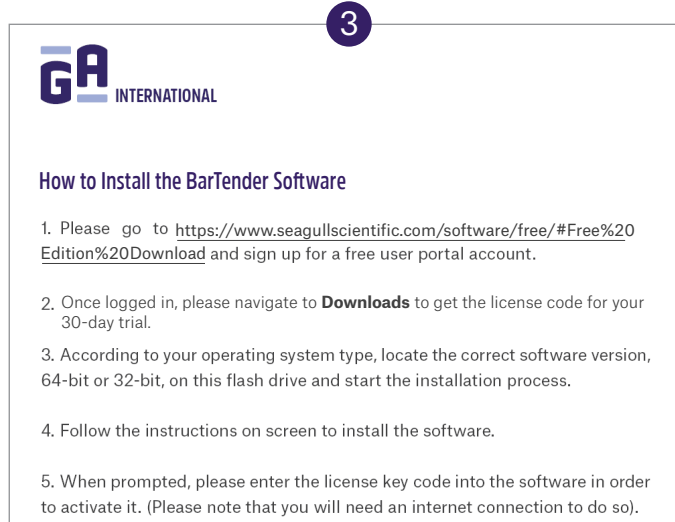 3
GA INTERNATIONAL
How to Install the BarTender Software
1. Please go to https://www.seagullscientific.com/software/free/#Free%20
Edition%20Download and sign up for a free user portal account.
2. Once logged in, please navigate to Downloads to get the license code for your
30-day trial.
3. According to your operating system type, locate the correct software version,
64-bit or 32-bit, on this flash drive and start the installation process.
4. Follow the instructions on screen to install the software.
5. When prompted, please enter the license key code into the software in order
to activate it. (Please note that you will need an internet connection to do so).